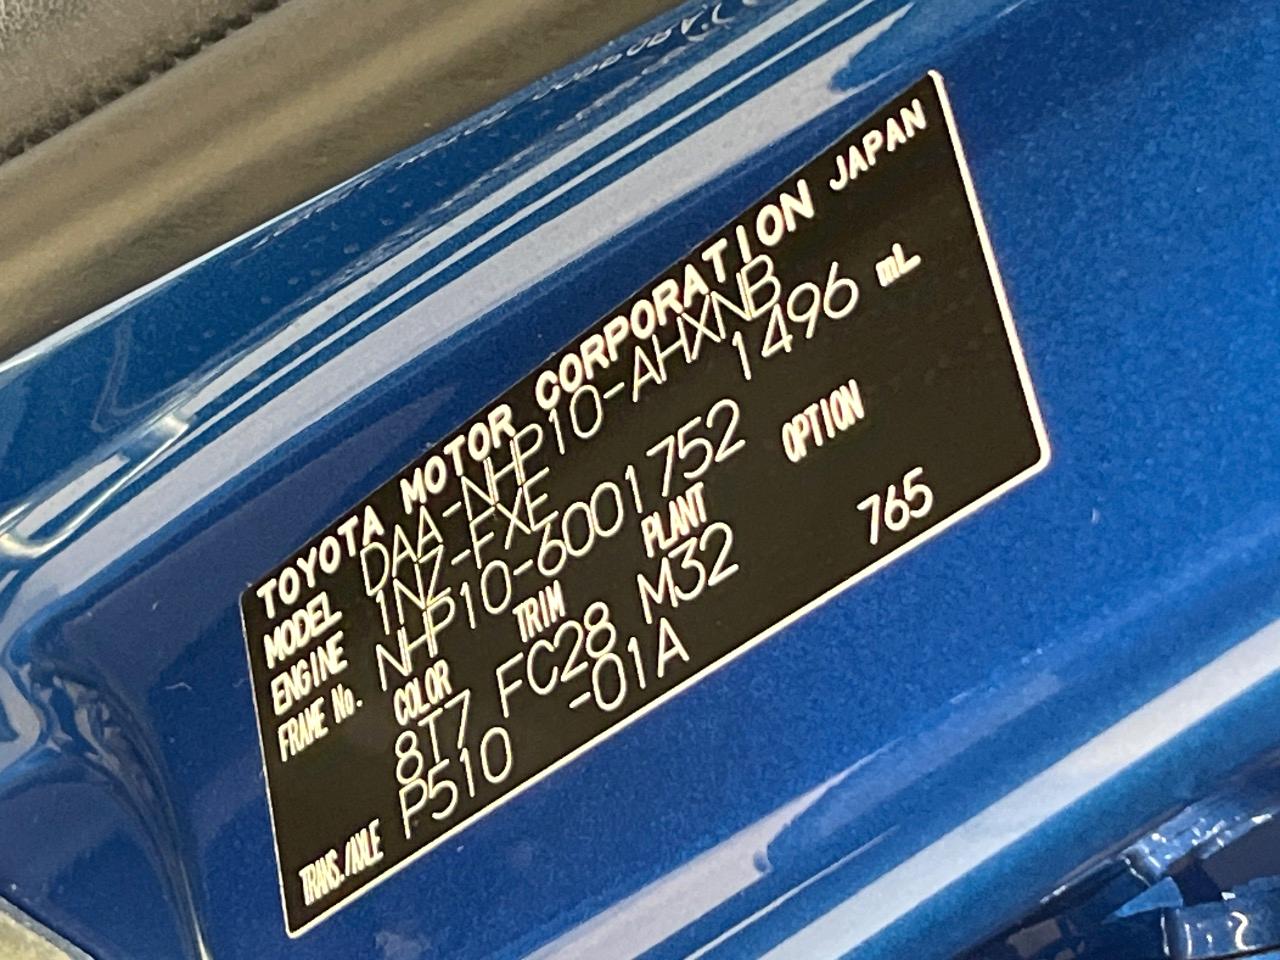 TOYOTA MOTOR CORPORATION JAPAN
MODEL DAA-NHP10-AHXNB
ENGINE 1NZ-FXE 1496 mL
FRAME No. NHP10-6001752
COLOR TRIM PLANT OPTION
8T7 FC28 M32 765
TRANS./AXLE P510 -01A